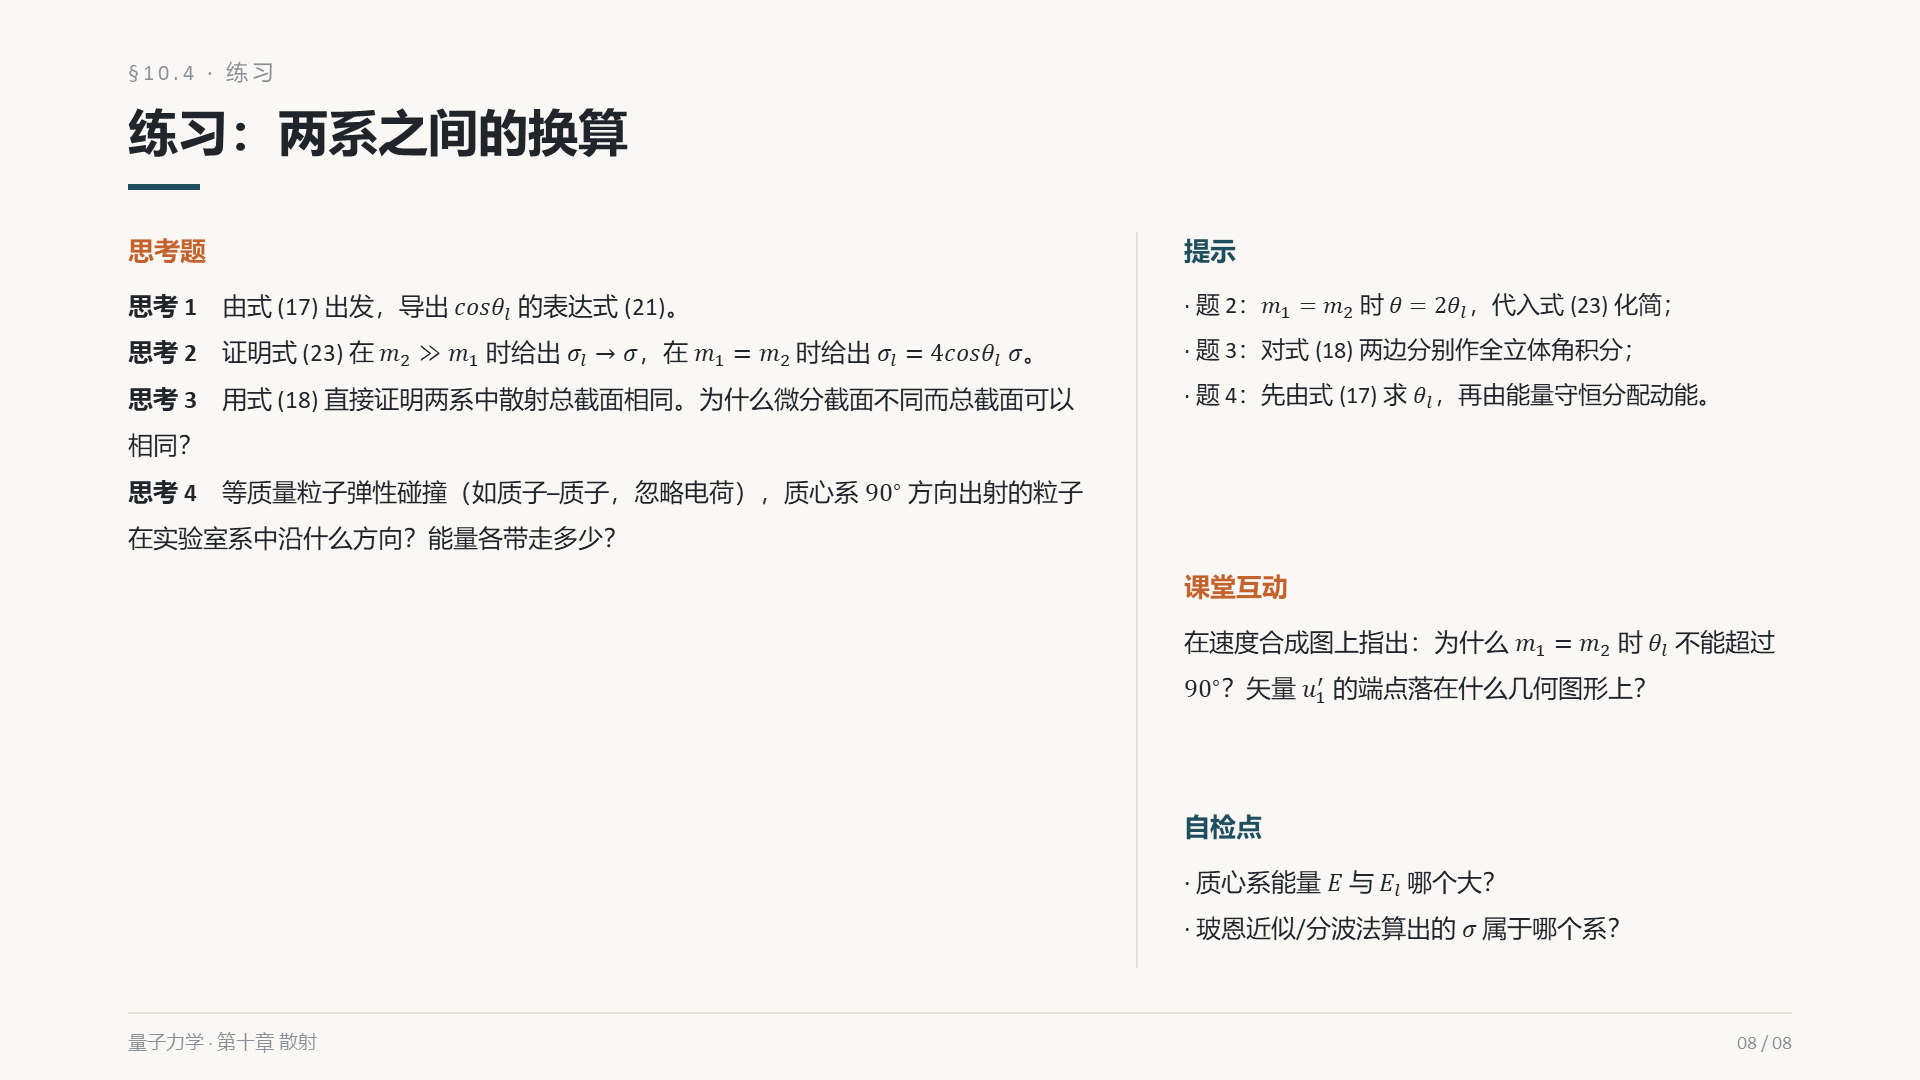 §10.4 · 练习
练习：两系之间的换算
思考题
思考 1 由式 (17) 出发，导出 cosθ_l 的表达式 (21)。
思考 2 证明式 (23) 在 m₂ ≫ m₁ 时给出 σ_l → σ，在 m₁ = m₂ 时给出 σ_l = 4cosθ_l σ。
思考 3 用式 (18) 直接证明两系中散射总截面相同。为什么微分截面不同而总截面可以
相同？
思考 4 等质量粒子弹性碰撞（如质子–质子，忽略电荷），质心系 90° 方向出射的粒子
在实验室系中沿什么方向？能量各带走多少？
提示
· 题 2：m₁ = m₂ 时 θ = 2θ_l，代入式 (23) 化简；
· 题 3：对式 (18) 两边分别作全立体角积分；
· 题 4：先由式 (17) 求 θ_l，再由能量守恒分配动能。
课堂互动
在速度合成图上指出：为什么 m₁ = m₂ 时 θ_l 不能超过
90°？矢量 u₁′ 的端点落在什么几何图形上？
自检点
· 质心系能量 E 与 E_l 哪个大？
· 玻恩近似/分波法算出的 σ 属于哪个系？
量子力学 · 第十章 散射
08 / 08